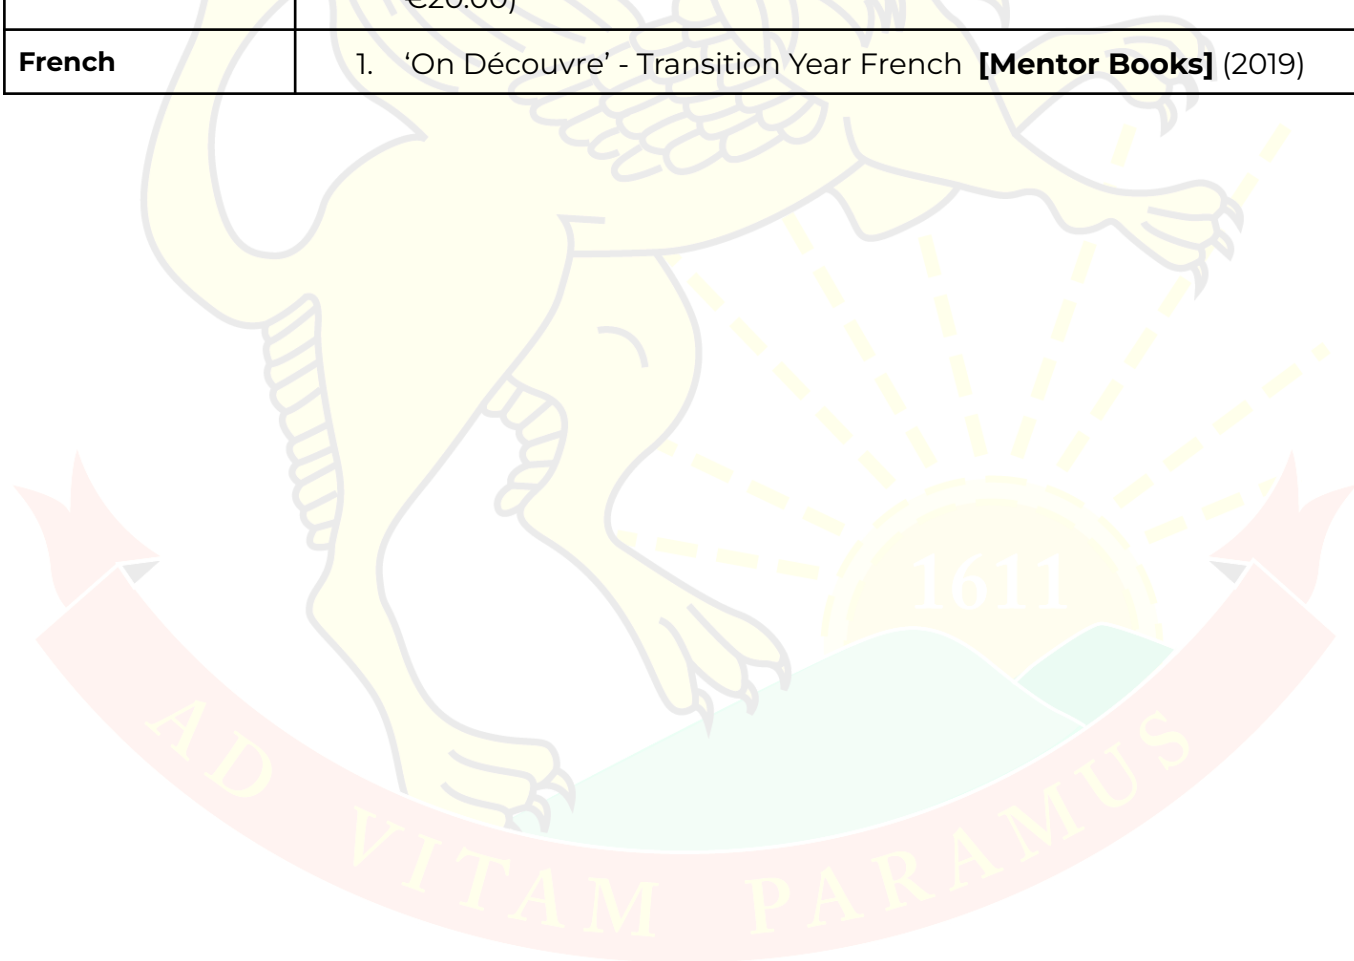 €20.00)
French 1. ‘On Découvre’ - Transition Year French [Mentor Books] (2019)
1611
AD VITAM PARAMUS